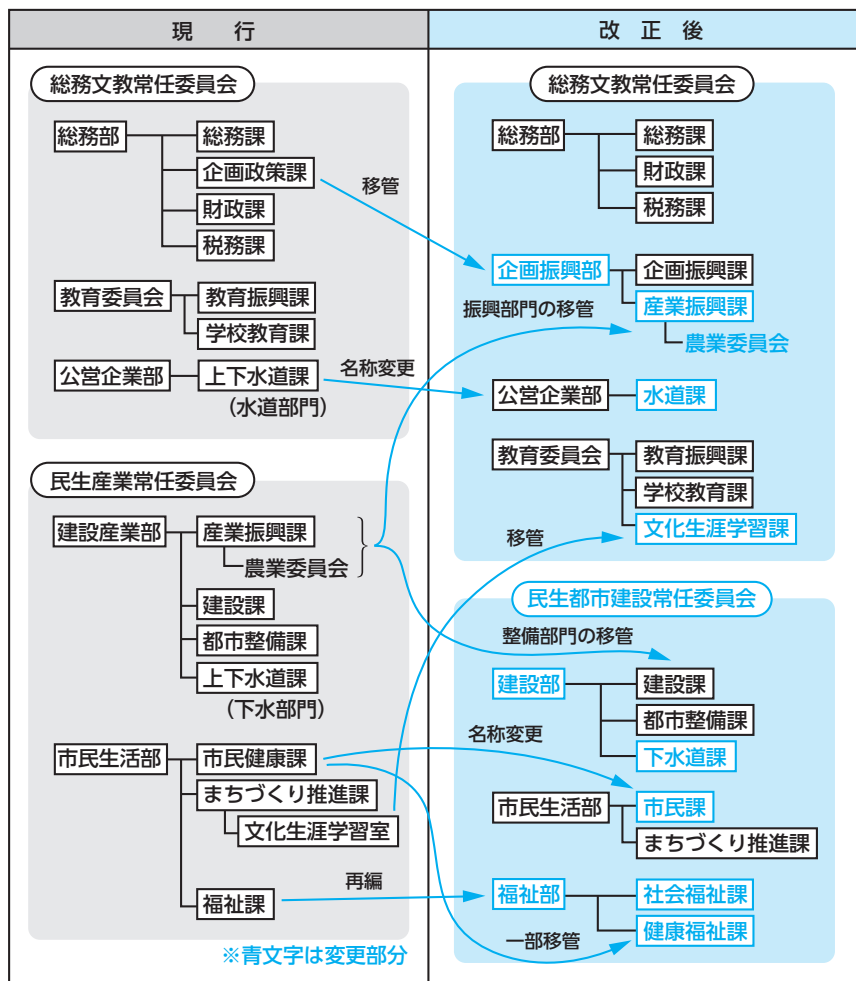 現行
総務文教常任委員会
総務部
総務課
企画政策課
財政課
税務課
移管
教育委員会
教育振興課
学校教育課
公営企業部
上下水道課
(水道部門)
名称変更
振興部門の移管
民生産業常任委員会
建設産業部
産業振興課
農業委員会
建設課
都市整備課
上下水道課
(下水部門)
市民生活部
市民健康課
まちづくり推進課
文化生涯学習室
福祉課
再編
※青文字は変更部分
改正後
総務文教常任委員会
総務部
総務課
財政課
税務課
企画振興部
企画振興課
産業振興課
農業委員会
公営企業部
水道課
教育委員会
教育振興課
学校教育課
文化生涯学習課
移管
民生都市建設常任委員会
整備部門の移管
建設部
建設課
都市整備課
下水道課
名称変更
市民生活部
市民課
まちづくり推進課
福祉部
社会福祉課
健康福祉課
一部移管